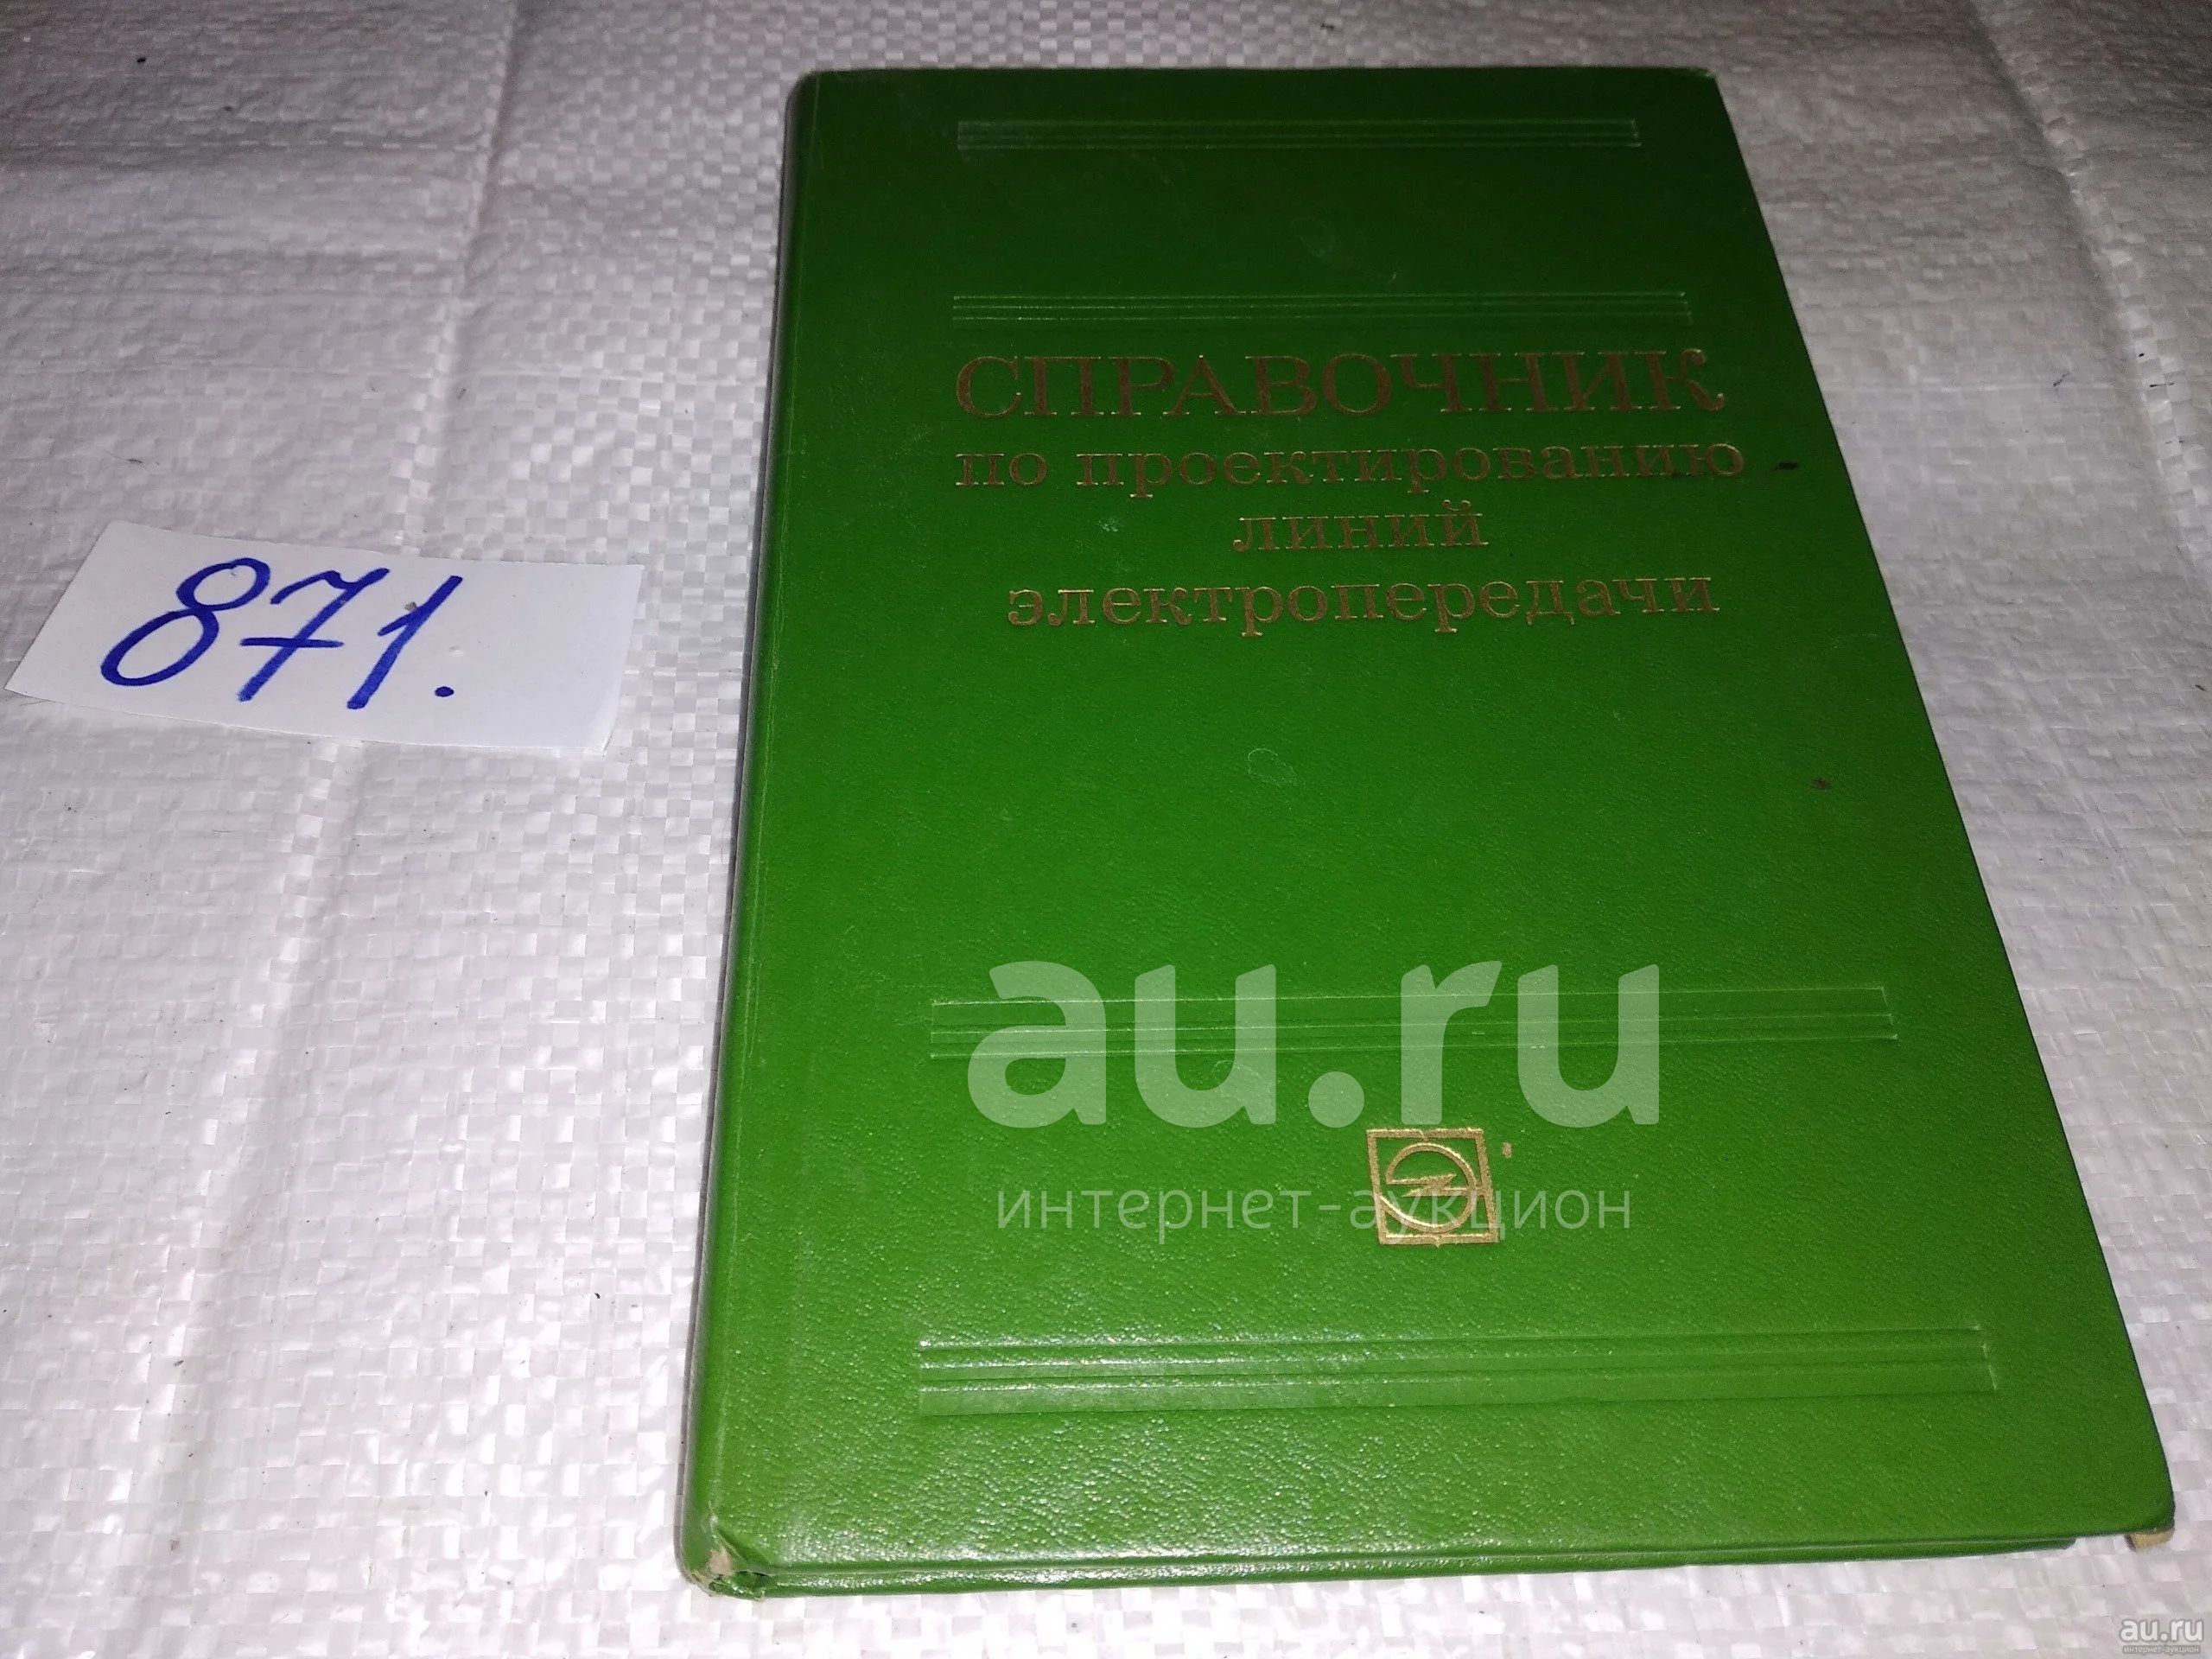 СПРАВОЧНИК
по проектированию
линий
электропередачи
871.
au.ru
интернет-аукцион
au.ru
интернет-аукцион